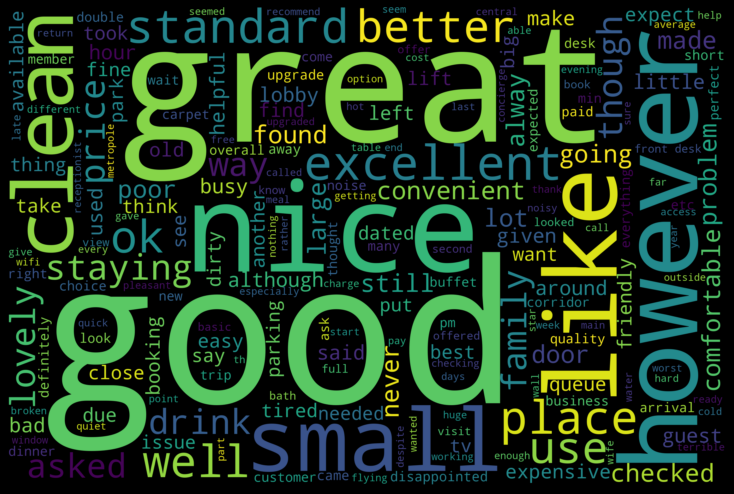 great
good
nice
like
however
small
clean
standard
better
excellent
price
though
found
way
ok
staying
lovely
well
drink
place
use
family
comfortable
problem
convenient
large
going
lot
door
still
checked
guest
expensive
asked
bad
poor
think
busy
helpful
lobby
lift
left
find
park
fine
hour
took
double
available
member
old
overall
away
upgrade
carpet
wait
return
late
different
thing
receptionist
metropole
used
take
see
another
although
dirty
dated
put
parking
booking
easy
say
trip
said
best
never
needed
tired
issue
due
close
look
quick
definitely
broken
window
dinner
quiet
point
part
customer
came
flying
disappointed
tv
visit
working
despite
wanted
huge
enough
wife
wall
water
business
queue
quality
arrival
hard
cold
worst
ready
terrible
friendly
around
given
want
corridor
outside
access
year
call
far
etc
everything
noisy
looked
thank
sure
front desk
perfect
short
little
made
expect
make
help
central
able
seem
recommend
seemed
big
desk
offer
cost
come
option
upgraded
hot
last
evening
book
average
min
paid
concierge
expected
alway
free
table
end
called
know
noise
meal
getting
nothing
rather
thought
many
second
charge
buffet
especially
pm
offered
checking
days
pay
start
ask
full
bath
basic
th
new
choice
pleasant
every
view
gave
wifi
give
right
star
week
main